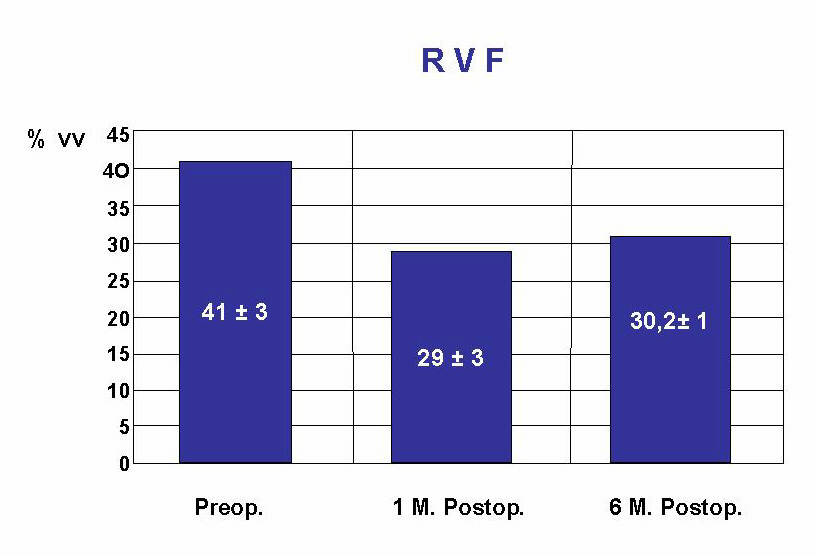 R V F
% vv
45
4O
35
30
25
20
15
10
5
0
41 ± 3
29 ± 3
30,2± 1
Preop.
1 M. Postop.
6 M. Postop.